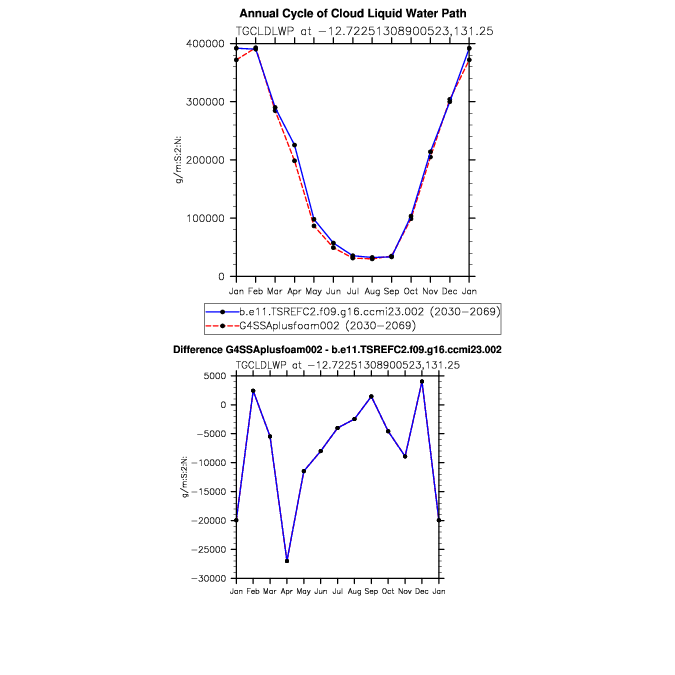 Annual Cycle of Cloud Liquid Water Path
TGCLDLWP at −12.72251308900523,131.25
400000
300000
200000
100000
0
g/m:S:2:N:
Jan Feb Mar Apr May Jun Jul Aug Sep Oct Nov Dec Jan
b.e11.TSREFC2.f09.g16.ccmi23.002 (2030-2069)
G4SSAplusfoam002 (2030-2069)
Difference G4SSAplusfoam002 - b.e11.TSREFC2.f09.g16.ccmi23.002
TGCLDLWP at −12.72251308900523,131.25
5000
0
−5000
−10000
−15000
−20000
−25000
−30000
g/m:S:2:N:
Jan Feb Mar Apr May Jun Jul Aug Sep Oct Nov Dec Jan